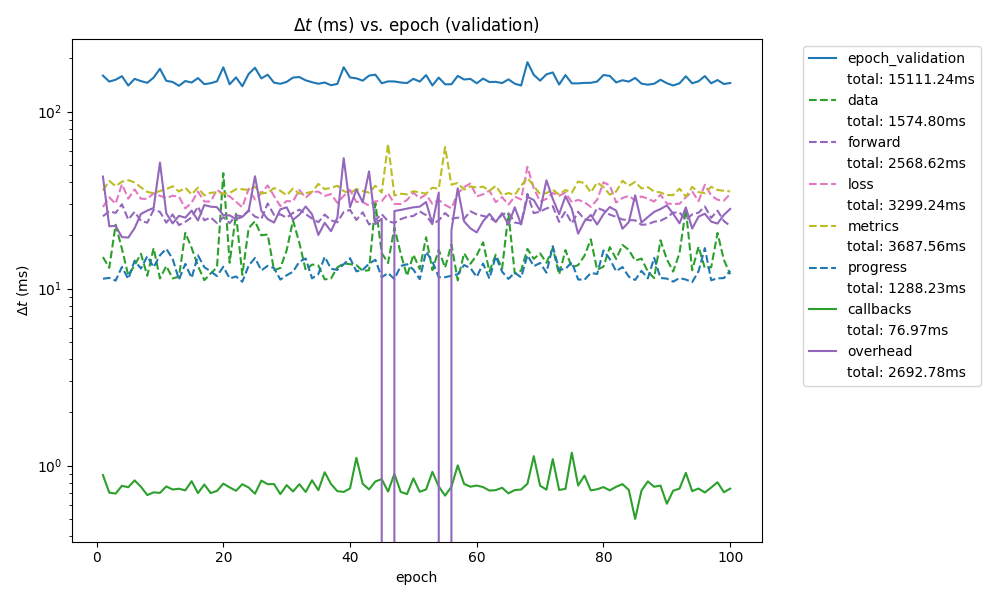 Δt (ms) vs. epoch (validation)
Δt (ms)
10²
10¹
10⁰
0
20
40
60
80
100
epoch
epoch_validation
total: 15111.24ms
data
total: 1574.80ms
forward
total: 2568.62ms
loss
total: 3299.24ms
metrics
total: 3687.56ms
progress
total: 1288.23ms
callbacks
total: 76.97ms
overhead
total: 2692.78ms